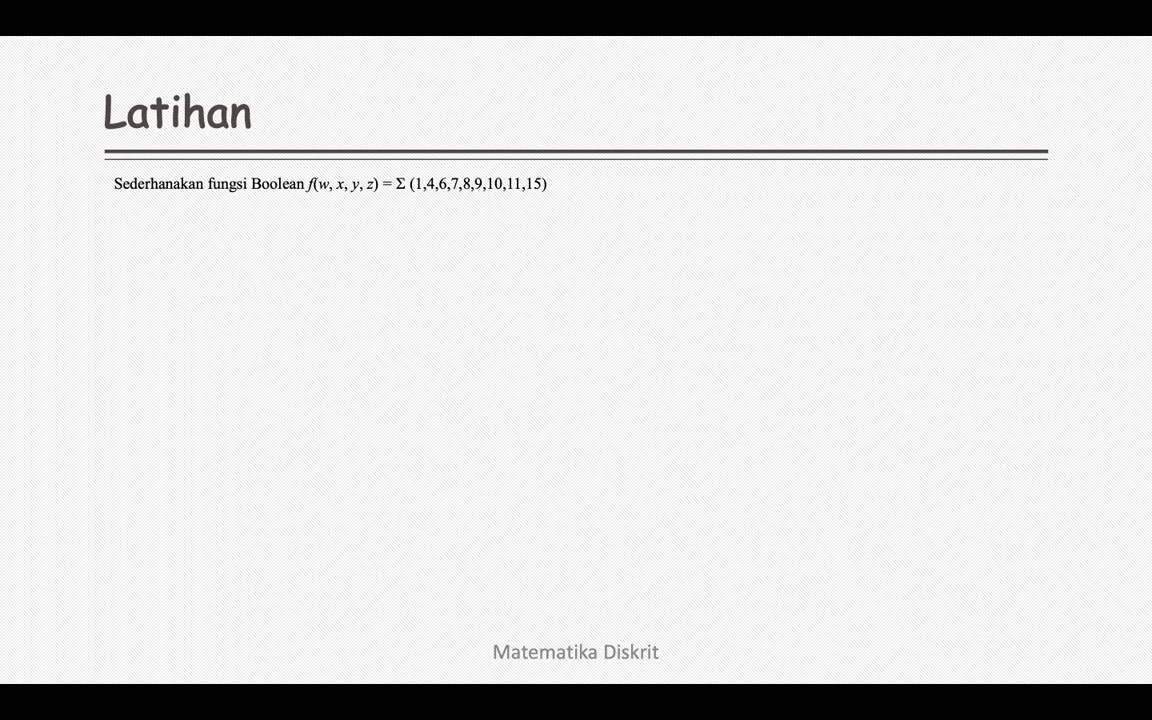 Latihan
Sederhanakan fungsi Boolean f(w, x, y, z) = Σ (1,4,6,7,8,9,10,11,15)
Matematika Diskrit